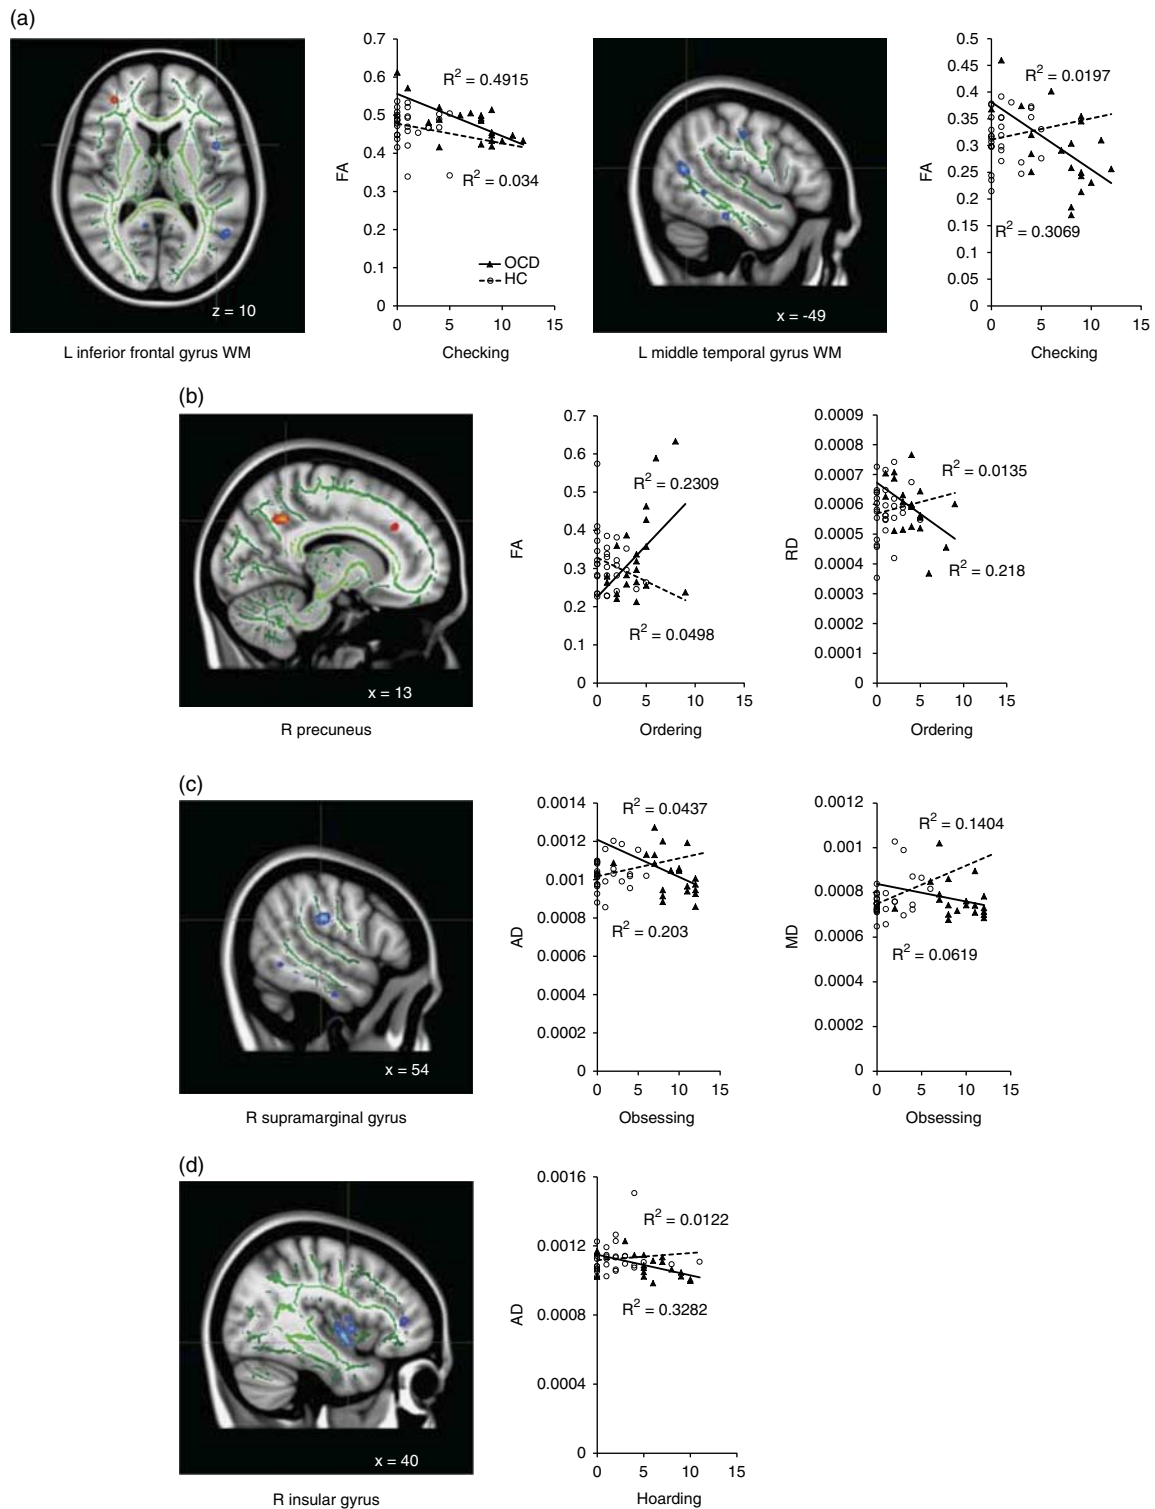 (a)
0.7
0.6
0.5
0.4
0.3
0.2
0.1
0
FA
R² = 0.4915
R² = 0.034
OCD
HC
0 5 10 15
Checking
z = 10
L inferior frontal gyrus WM
x = -49
L middle temporal gyrus WM
0.5
0.45
0.4
0.35
0.3
0.25
0.2
0.15
0.1
0.05
0
FA
R² = 0.0197
R² = 0.3069
0 5 10 15
Checking
(b)
x = 13
R precuneus
0.7
0.6
0.5
0.4
0.3
0.2
0.1
0
FA
R² = 0.2309
R² = 0.0498
0 5 10 15
Ordering
0.0009
0.0008
0.0007
0.0006
0.0005
0.0004
0.0003
0.0002
0.0001
0
RD
R² = 0.0135
R² = 0.218
0 5 10 15
Ordering
(c)
x = 54
R supramarginal gyrus
0.0014
0.0012
0.001
0.0008
0.0006
0.0004
0.0002
0
AD
R² = 0.0437
R² = 0.203
0 5 10 15
Obsessing
0.0012
0.001
0.0008
0.0006
0.0004
0.0002
0
MD
R² = 0.1404
R² = 0.0619
0 5 10 15
Obsessing
(d)
x = 40
R insular gyrus
0.0016
0.0012
0.0008
0.0004
0
AD
R² = 0.0122
R² = 0.3282
0 5 10 15
Hoarding